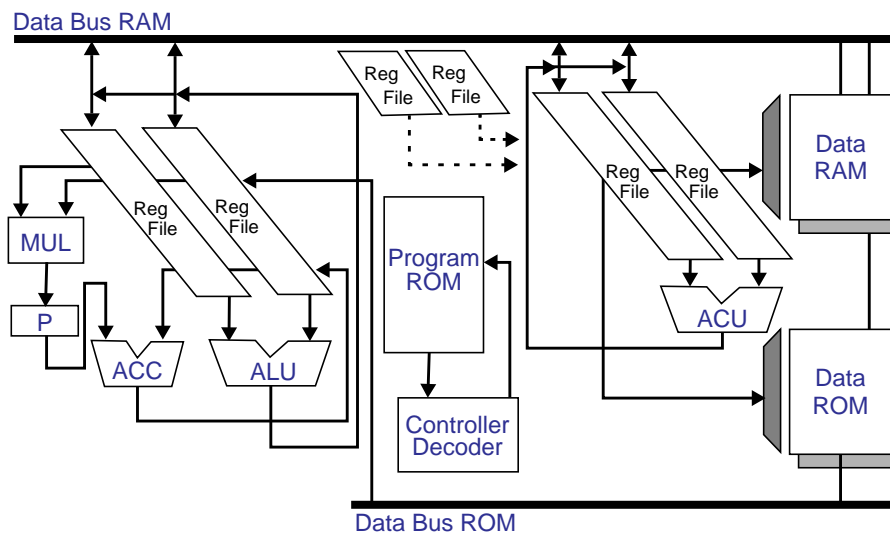 Data Bus RAM
Reg
File
Reg
File
Reg
File
Reg
File
Reg
File
Reg
File
Data
RAM
MUL
P
ACC
ALU
Program
ROM
Controller
Decoder
ACU
Data
ROM
Data Bus ROM